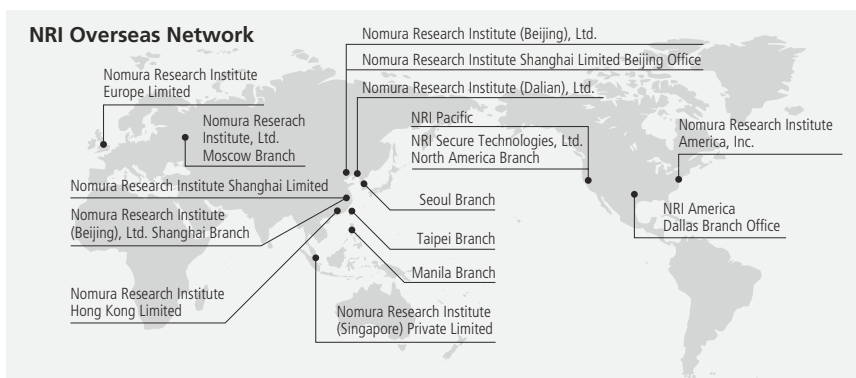 NRI Overseas Network
Nomura Research Institute (Beijing), Ltd.
Nomura Research Institute Shanghai Limited Beijing Office
Nomura Research Institute (Dalian), Ltd.
Nomura Research Institute
Europe Limited
Nomura Reserach
Institute, Ltd.
Moscow Branch
NRI Pacific
NRI Secure Technologies, Ltd.
North America Branch
Nomura Research Institute
America, Inc.
Nomura Research Institute Shanghai Limited
Seoul Branch
NRI America
Dallas Branch Office
Nomura Research Institute
(Beijing), Ltd. Shanghai Branch
Taipei Branch
Manila Branch
Nomura Research Institute
Hong Kong Limited
Nomura Research Institute
(Singapore) Private Limited